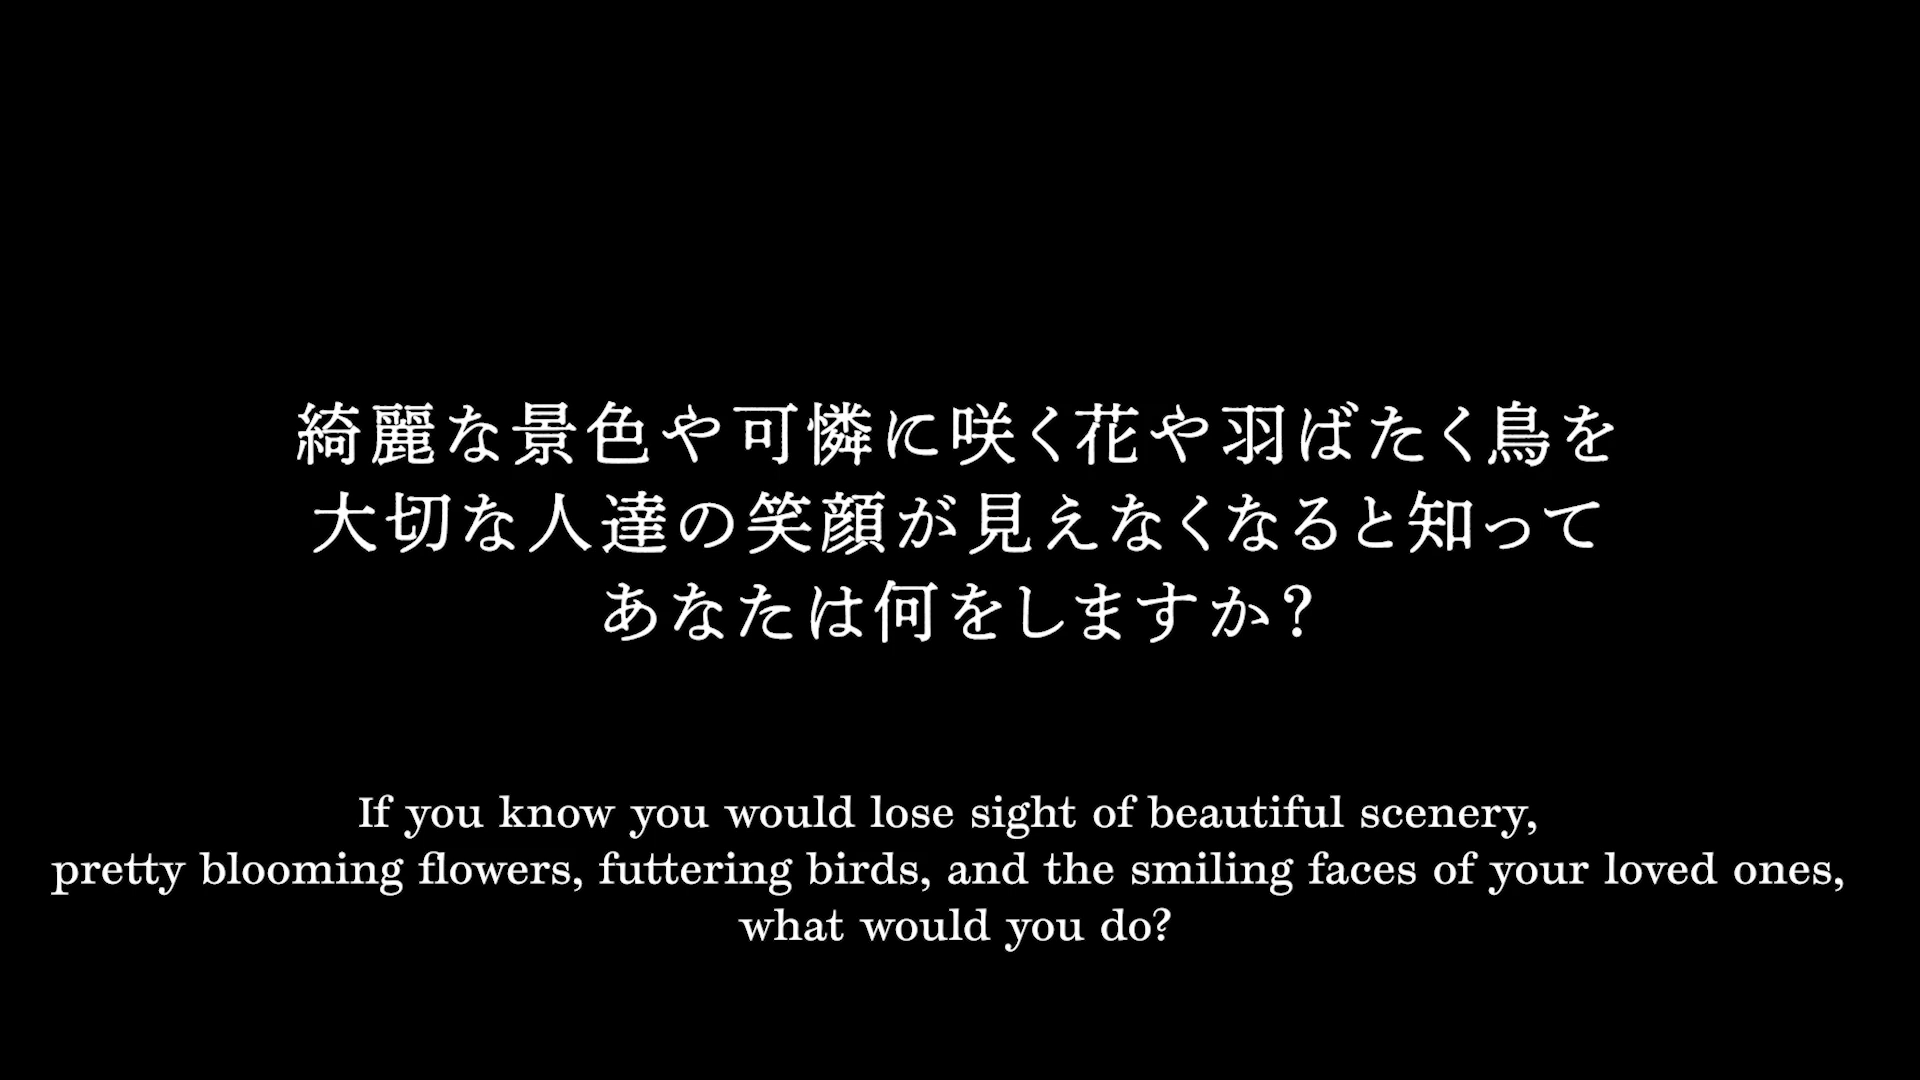 綺麗な景色や可憐に咲く花や羽ばたく鳥を
大切な人達の笑顔が見えなくなると知って
あなたは何をしますか？
If you know you would lose sight of beautiful scenery,
pretty blooming flowers, futtering birds, and the smiling faces of your loved ones,
what would you do?